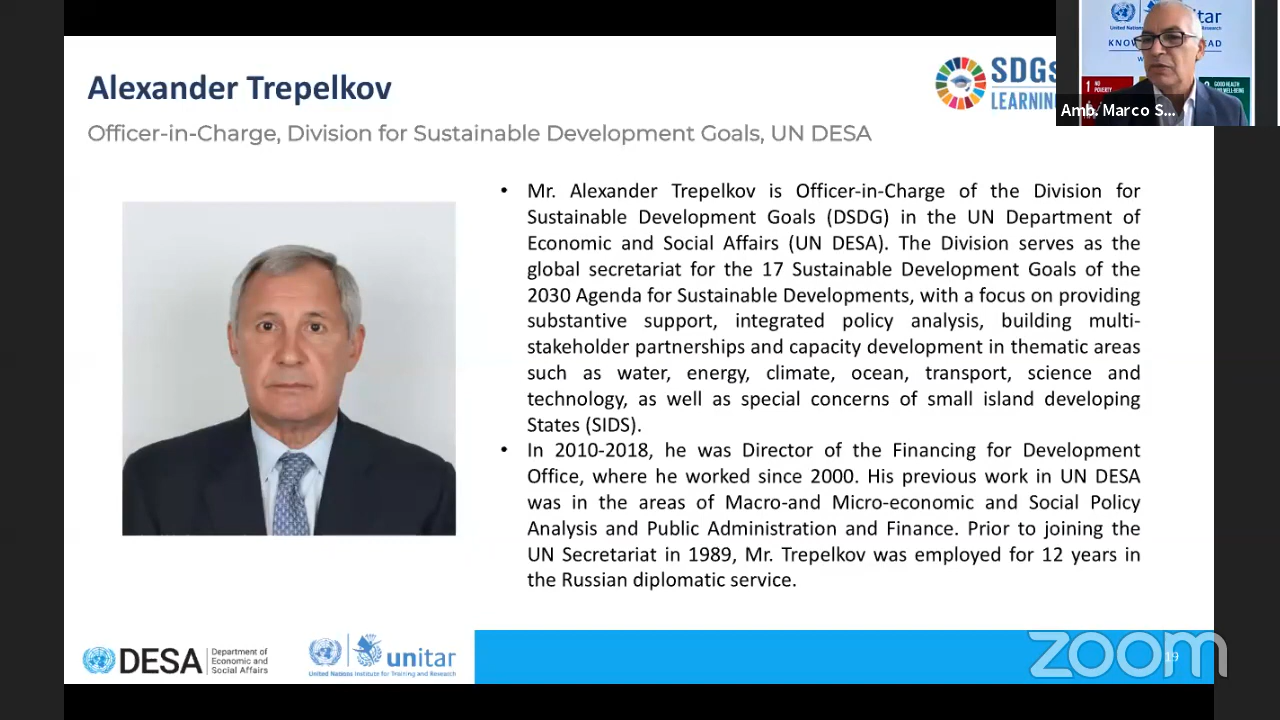 Alexander Trepelkov
Officer-in-Charge, Division for Sustainable Development Goals, UN DESA
SDGs
LEARNING
unitar
Amb. Marco S...
1 NO POVERTY
GOOD HEALTH
• Mr. Alexander Trepelkov is Officer-in-Charge of the Division for
Sustainable Development Goals (DSDG) in the UN Department of
Economic and Social Affairs (UN DESA). The Division serves as the
global secretariat for the 17 Sustainable Development Goals of the
2030 Agenda for Sustainable Developments, with a focus on providing
substantive support, integrated policy analysis, building multi-
stakeholder partnerships and capacity development in thematic areas
such as water, energy, climate, ocean, transport, science and
technology, as well as special concerns of small island developing
States (SIDS).
• In 2010-2018, he was Director of the Financing for Development
Office, where he worked since 2000. His previous work in UN DESA
was in the areas of Macro-and Micro-economic and Social Policy
Analysis and Public Administration and Finance. Prior to joining the
UN Secretariat in 1989, Mr. Trepelkov was employed for 12 years in
the Russian diplomatic service.
DESA
Department of
Economic and
Social Affairs
unitar
United Nations Institute for Training and Research
19
zoom